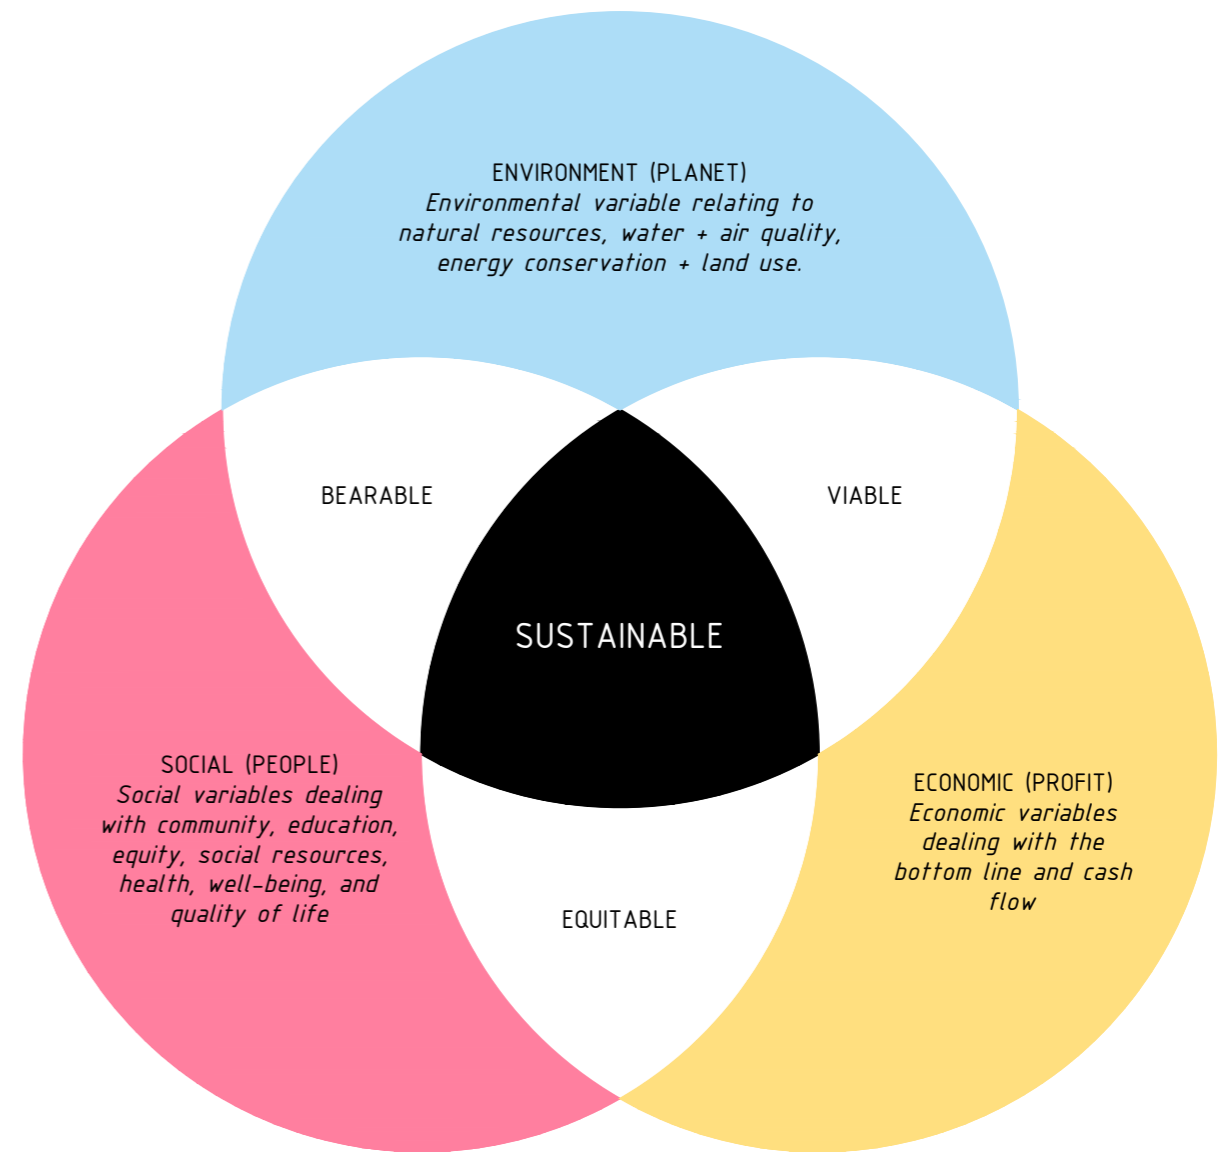 ENVIRONMENT (PLANET)
Environmental variable relating to
natural resources, water + air quality,
energy conservation + land use.
BEARABLE
VIABLE
SUSTAINABLE
SOCIAL (PEOPLE)
Social variables dealing
with community, education,
equity, social resources,
health, well-being, and
quality of life
ECONOMIC (PROFIT)
Economic variables
dealing with the
bottom line and cash
flow
EQUITABLE